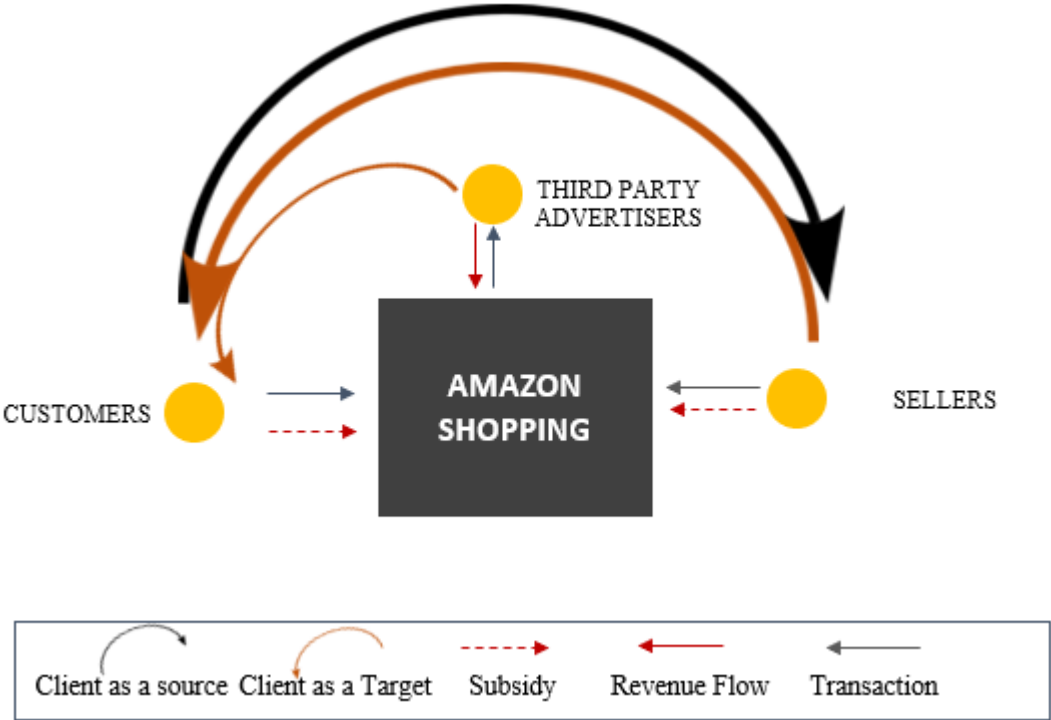 THIRD PARTY
ADVERTISERS
AMAZON
SHOPPING
CUSTOMERS
SELLERS
Client as a source Client as a Target Subsidy Revenue Flow Transaction